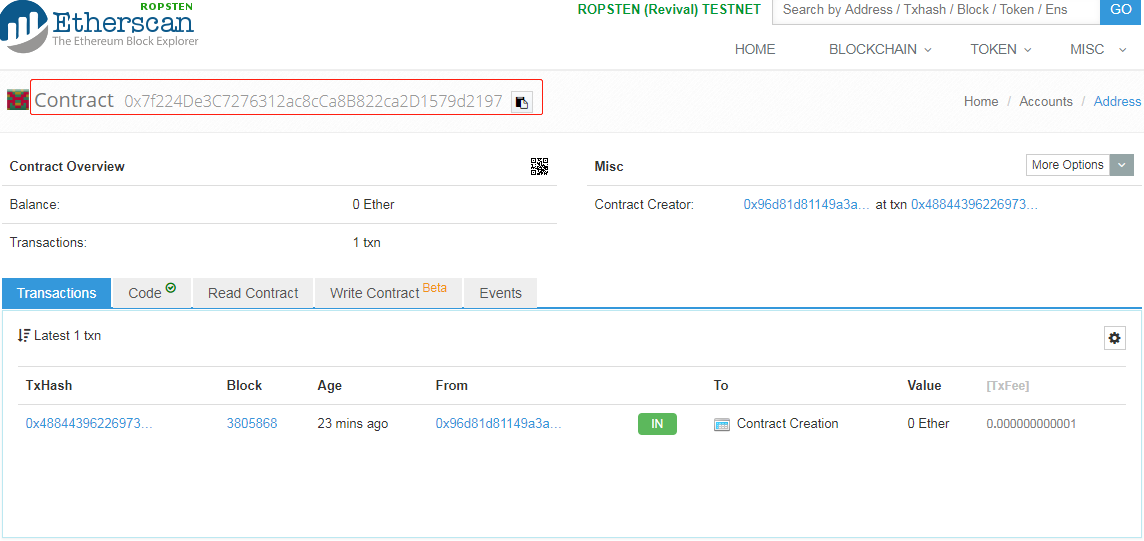 ROPSTEN
Etherscan
The Ethereum Block Explorer
ROPSTEN (Revival) TESTNET
Search by Address / Txhash / Block / Token / Ens
GO
HOME BLOCKCHAIN TOKEN MISC
Contract 0x7f224De3C7276312ac8cCa8B822ca2D1579d2197
Home / Accounts / Address
Contract Overview
Balance: 0 Ether
Transactions: 1 txn
Misc
More Options
Contract Creator: 0x96d81d81149a3a... at txn 0x48844396226973...
Transactions Code Read Contract Write Contract Beta Events
Latest 1 txn
TxHash Block Age From To Value [TxFee]
0x48844396226973... 3805868 23 mins ago 0x96d81d81149a3a... IN Contract Creation 0 Ether 0.000000000001